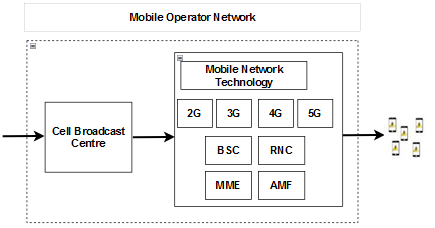 Mobile Operator Network
Mobile Network
Technology
2G 3G 4G 5G
Cell Broadcast
Centre
BSC RNC
MME AMF